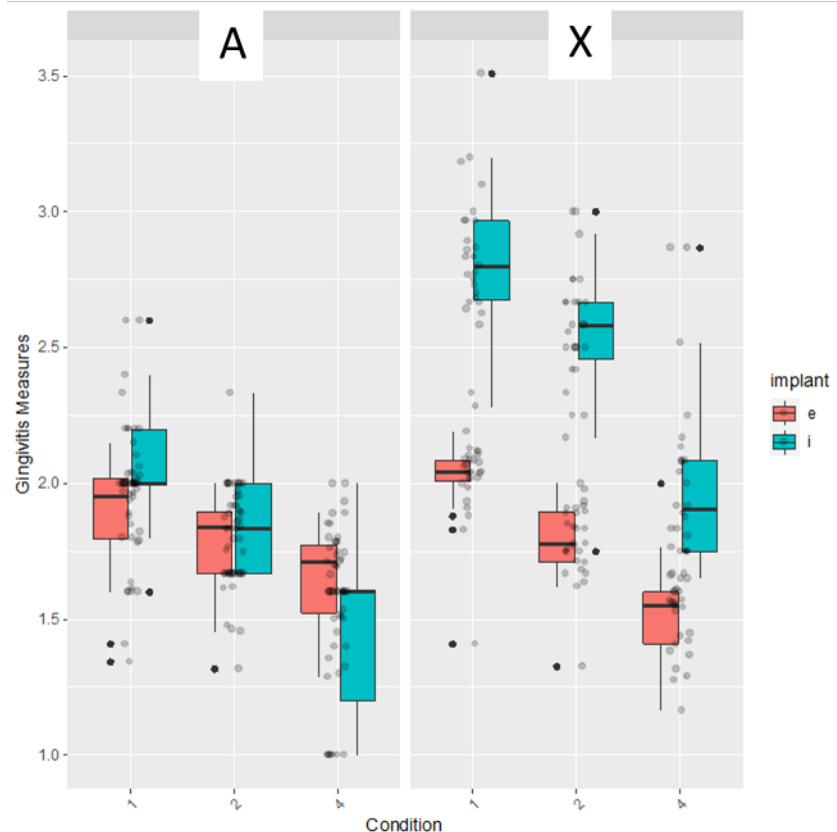 A X
3.5
3.0
2.5
2.0
1.5
1.0
Gingivitis Measures
1 2 4 1 2 4
Condition
implant
e
i